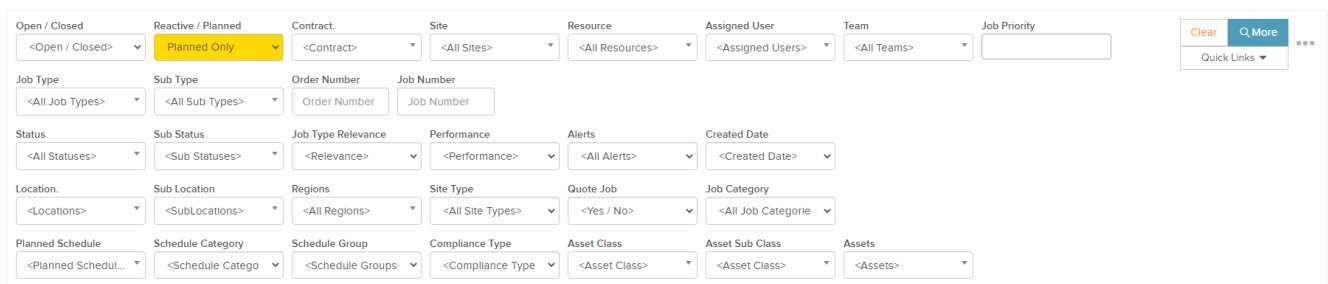 Open / Closed Reactive / Planned Contract. Site Resource Assigned User Team Job Priority
<Open / Closed> Planned Only <Contract> <All Sites> <All Resources> <Assigned Users> <All Teams> Clear More
Quick Links
Job Type Sub Type Order Number Job Number
<All Job Types> <All Sub Types> Order Number Job Number
Status Sub Status Job Type Relevance Performance Alerts Created Date
<All Statuses> <Sub Statuses> <Relevance> <Performance> <All Alerts> <Created Date>
Location. Sub Location Regions Site Type Quote Job Job Category
<Locations> <SubLocations> <All Regions> <All Site Types> <Yes / No> <All Job Categorie
Planned Schedule Schedule Category Schedule Group Compliance Type Asset Class Asset Sub Class Assets
<Planned Schedul... <Schedule Catego <Schedule Groups <Compliance Type <Asset Class> <Asset Class> <Assets>